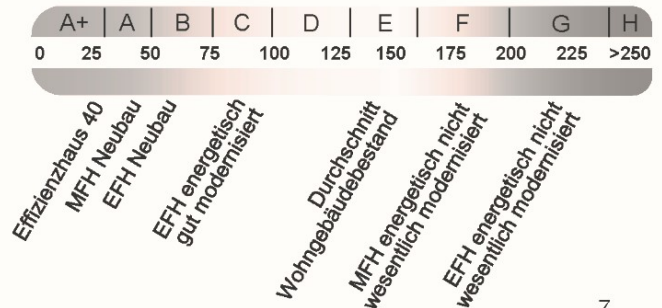 A+ A B C D E F G H
0 25 50 75 100 125 150 175 200 225 >250
Effizienzhaus 40
MFH Neubau
EFH Neubau
EFH energetisch
gut modernisiert
Durchschnitt
Wohngebäudebestand
MFH energetisch nicht
wesentlich modernisiert
EFH energetisch nicht
wesentlich modernisiert
7